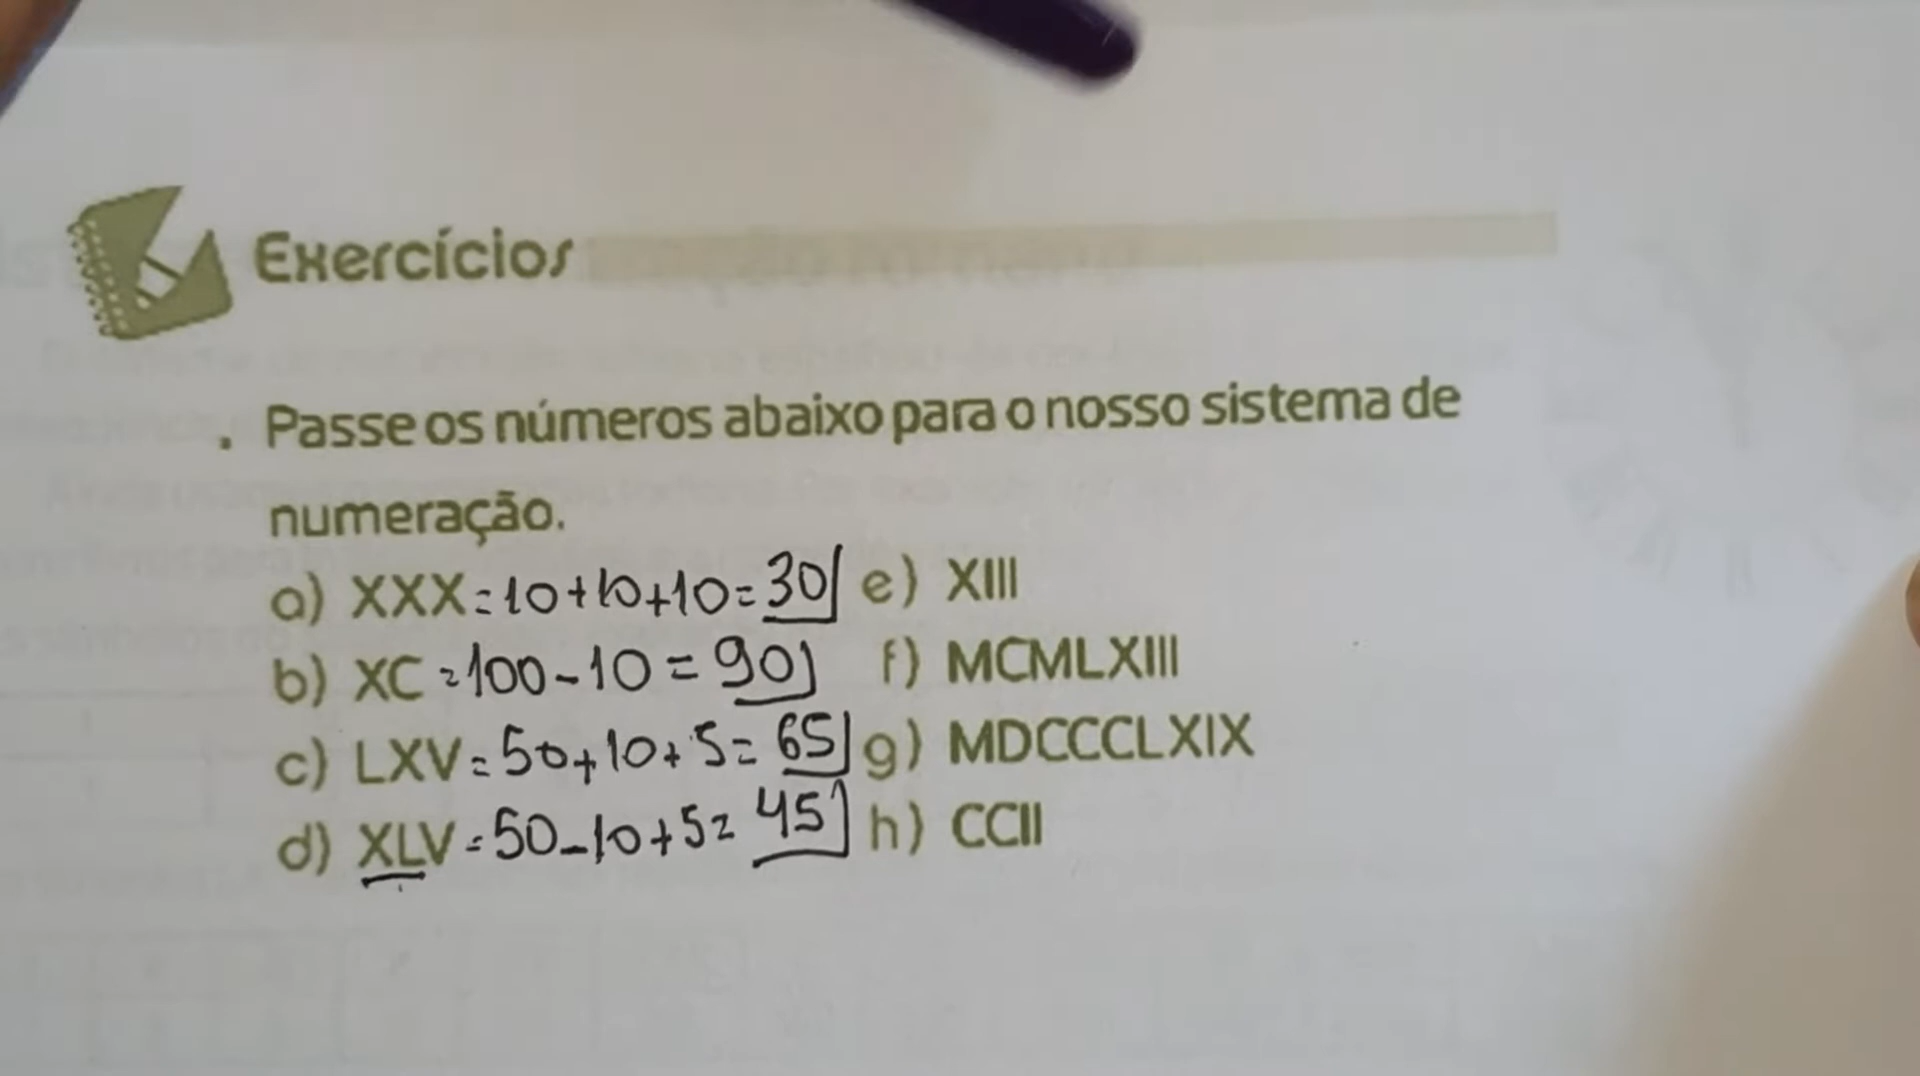 Exercícios
. Passe os números abaixo para o nosso sistema de
numeração.
a) XXX = 10 + 10 + 10 = 30 e) XIII
b) XC = 100 - 10 = 90 f) MCMLXIII
c) LXV = 50 + 10 + 5 = 65 g) MDCCCLXIX
d) XLV = 50 - 10 + 5 = 45 h) CCII